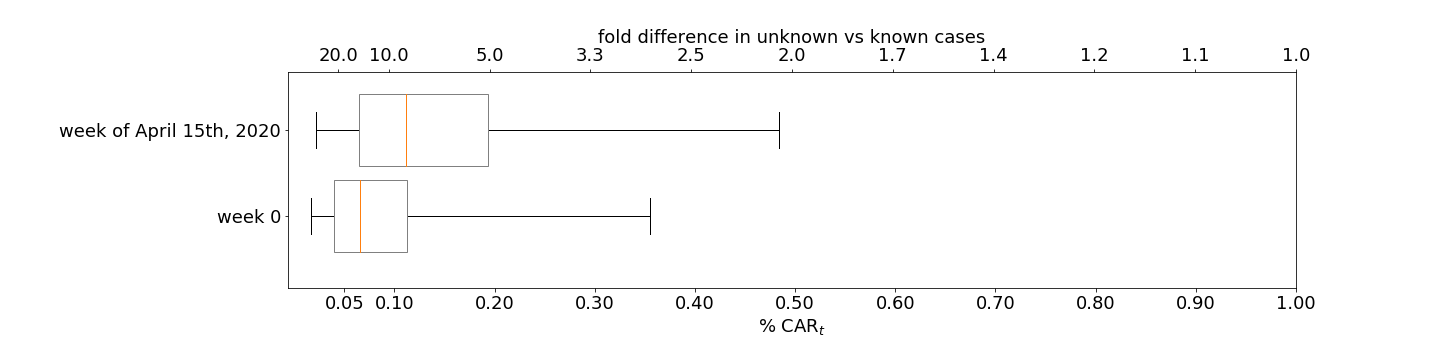 fold difference in unknown vs known cases
20.0 10.0 5.0 3.3 2.5 2.0 1.7 1.4 1.2 1.1 1.0
week of April 15th, 2020
week 0
0.05 0.10 0.20 0.30 0.40 0.50 0.60 0.70 0.80 0.90 1.00
% CARₜ